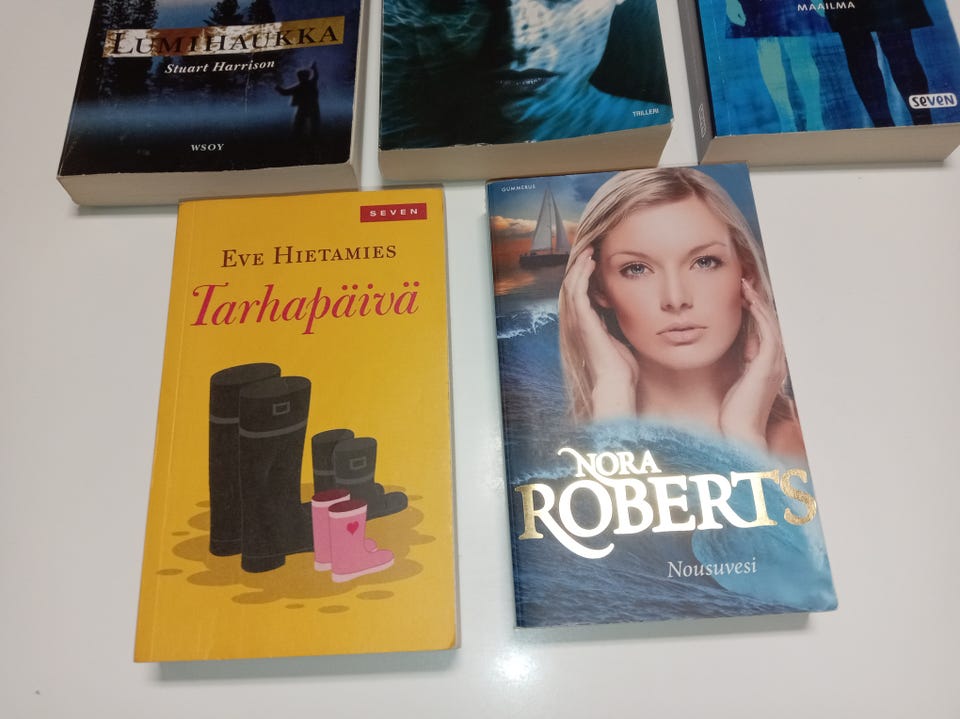 LUMIHAUKKA
Stuart Harrison
WSOY
TRILLERI
MAAILMA
SEVEN
SEVEN
EVE HIETAMIES
Tarhapäivä
GUMMERUS
NORA
ROBERTS
Nousuvesi